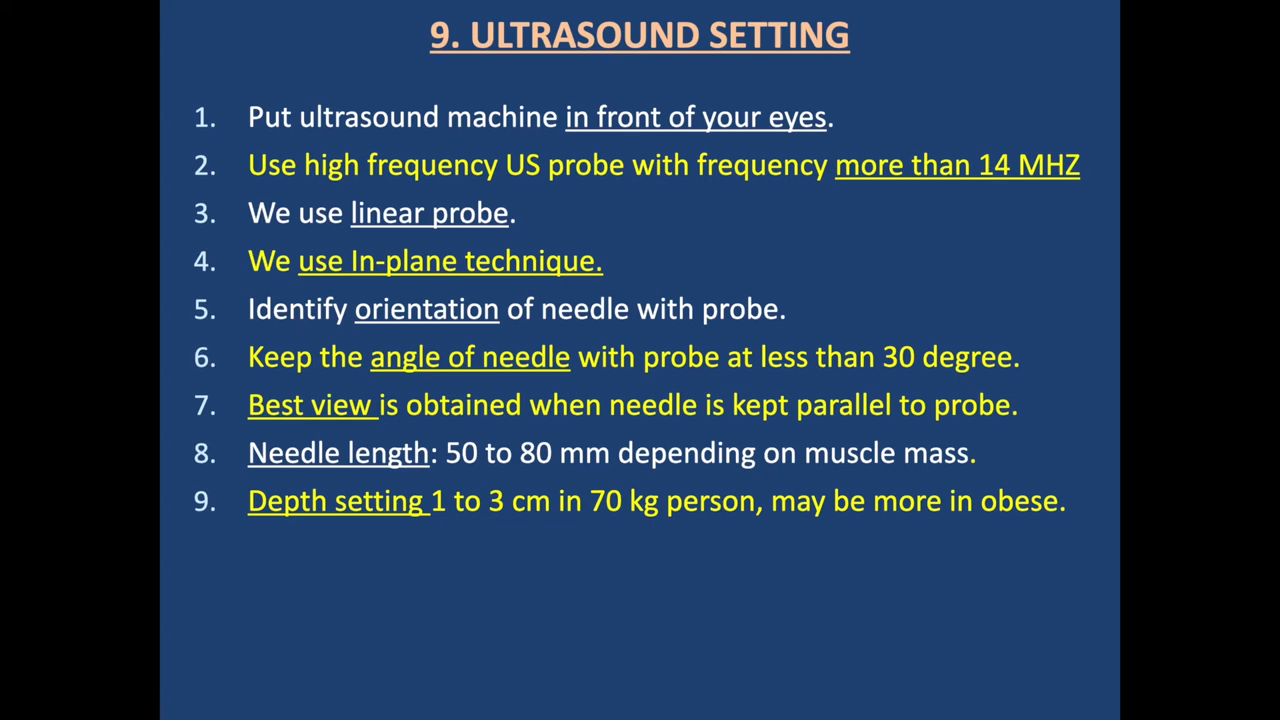 9. ULTRASOUND SETTING
1. Put ultrasound machine in front of your eyes.
2. Use high frequency US probe with frequency more than 14 MHZ
3. We use linear probe.
4. We use In-plane technique.
5. Identify orientation of needle with probe.
6. Keep the angle of needle with probe at less than 30 degree.
7. Best view is obtained when needle is kept parallel to probe.
8. Needle length: 50 to 80 mm depending on muscle mass.
9. Depth setting 1 to 3 cm in 70 kg person, may be more in obese.